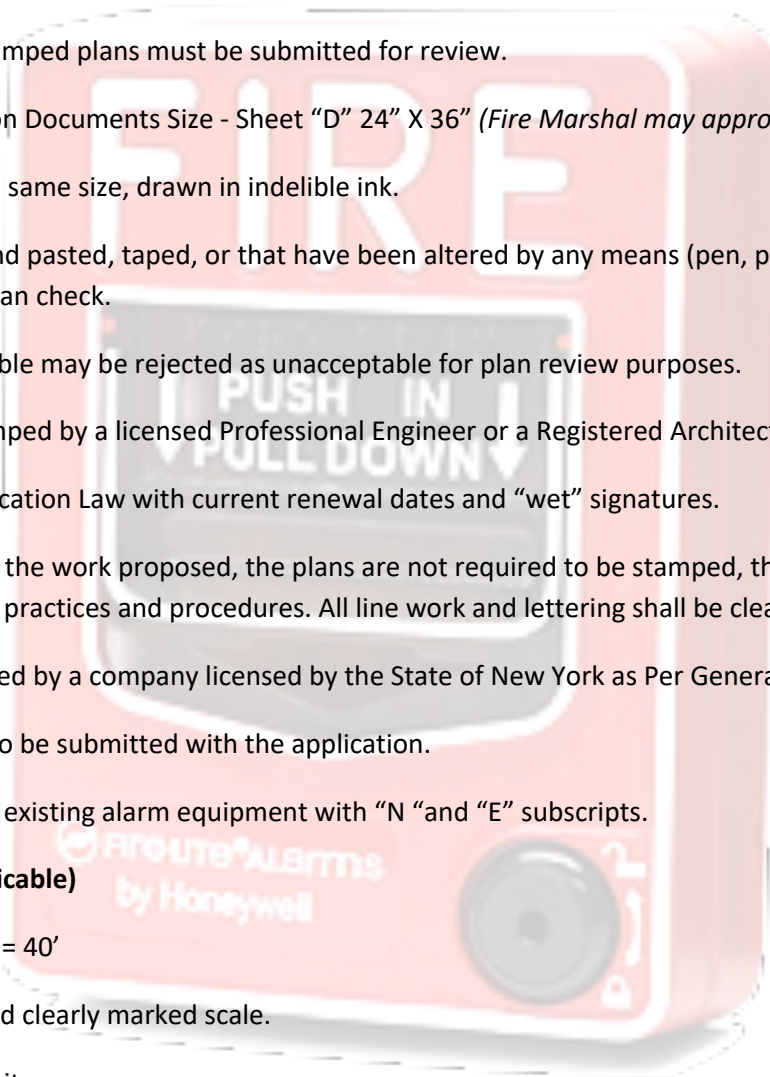 mped plans must be submitted for review.
on Documents Size - Sheet “D” 24” X 36” (Fire Marshal may appro
same size, drawn in indelible ink.
nd pasted, taped, or that have been altered by any means (pen, p
an check.
ble may be rejected as unacceptable for plan review purposes.
nped by a licensed Professional Engineer or a Registered Architect
cation Law with current renewal dates and “wet” signatures.
the work proposed, the plans are not required to be stamped, th
practices and procedures. All line work and lettering shall be clea
ed by a company licensed by the State of New York as Per Genera
o be submitted with the application.
existing alarm equipment with “N “and “E” subscripts.
icable)
= 40’
d clearly marked scale.
FIRE
PUSH IN
PULL DOWN
FIRE•LITE®ALARMS
by Honeywell